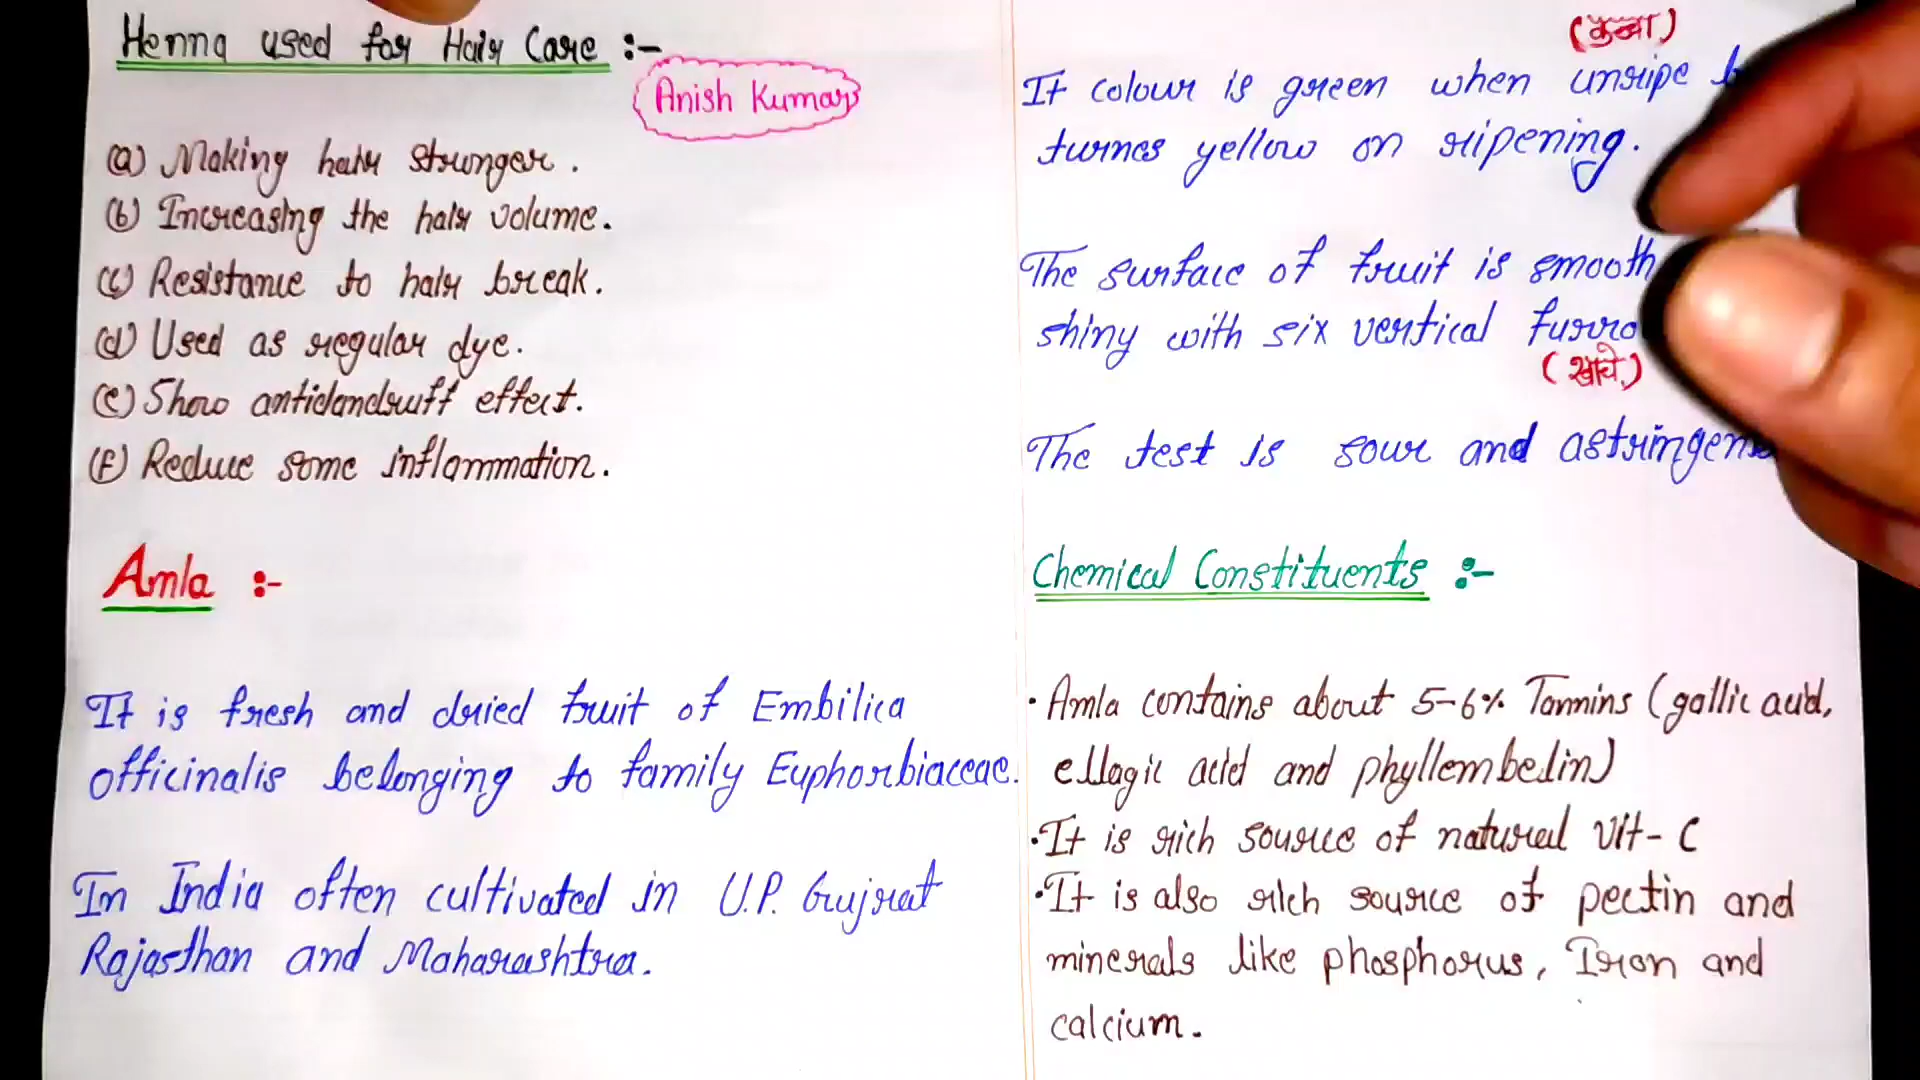 Henna used for Hair Care :-
Anish Kumar
(a) Making hair stronger.
(b) Increasing the hair volume.
(c) Resistance to hair break.
(d) Used as regular dye.
(e) Show antidandruff effect.
(f) Reduce some inflammation.
Amla :-
It is fresh and dried fruit of Embilica
officinalis belonging to family Euphorbiaceae.
In India often cultivated in U.P. Gujrat
Rajasthan and Maharashtra.
(कच्चा)
It colour is green when unripe
turnes yellow on ripening.
The surface of fruit is smooth
shiny with six vertical
(खांचे)
The test is sour and
Chemical Constituents :-
· Amla contains about 5-6% Tannins (gallic acid,
ellagic acid and phyllembelin)
· It is rich source of natural Vit-C
· It is also rich source of pectin and
minerals like phosphorus, Iron and
calcium.